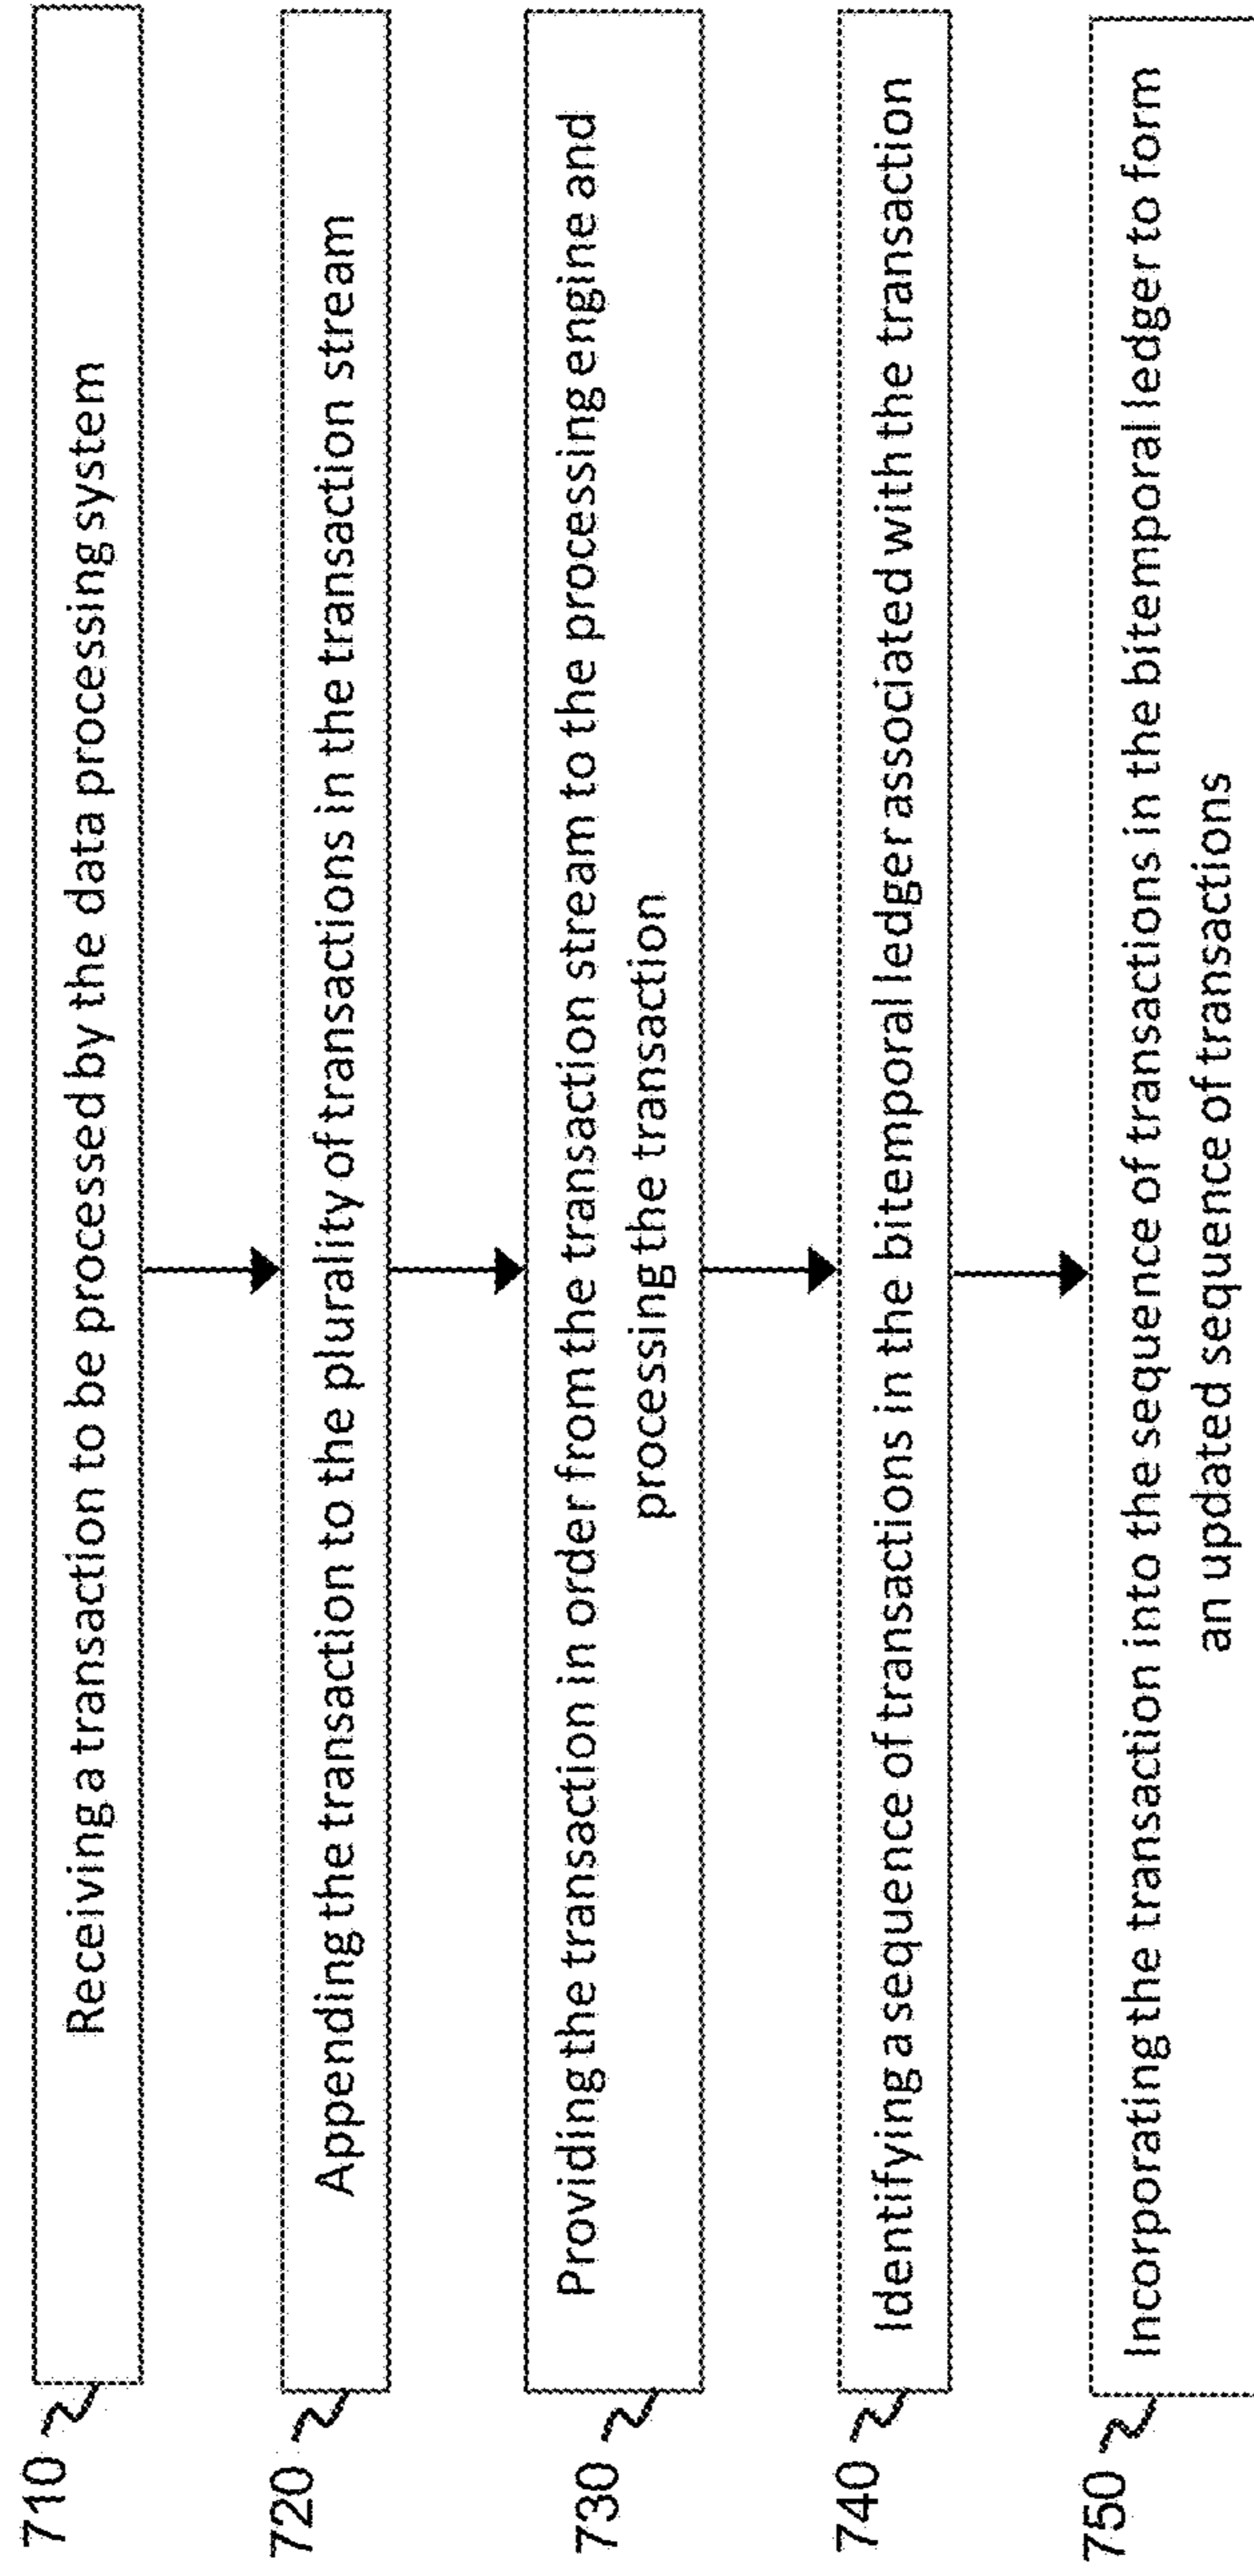 710
Receiving a transaction to be processed by the data processing system
720
Appending the transaction to the plurality of transactions in the transaction stream
730
Providing the transaction in order from the transaction stream to the processing engine and
processing the transaction
740
Identifying a sequence of transactions in the bitemporal ledger associated with the transaction
750
Incorporating the transaction into the sequence of transactions in the bitemporal ledger to form
an updated sequence of transactions